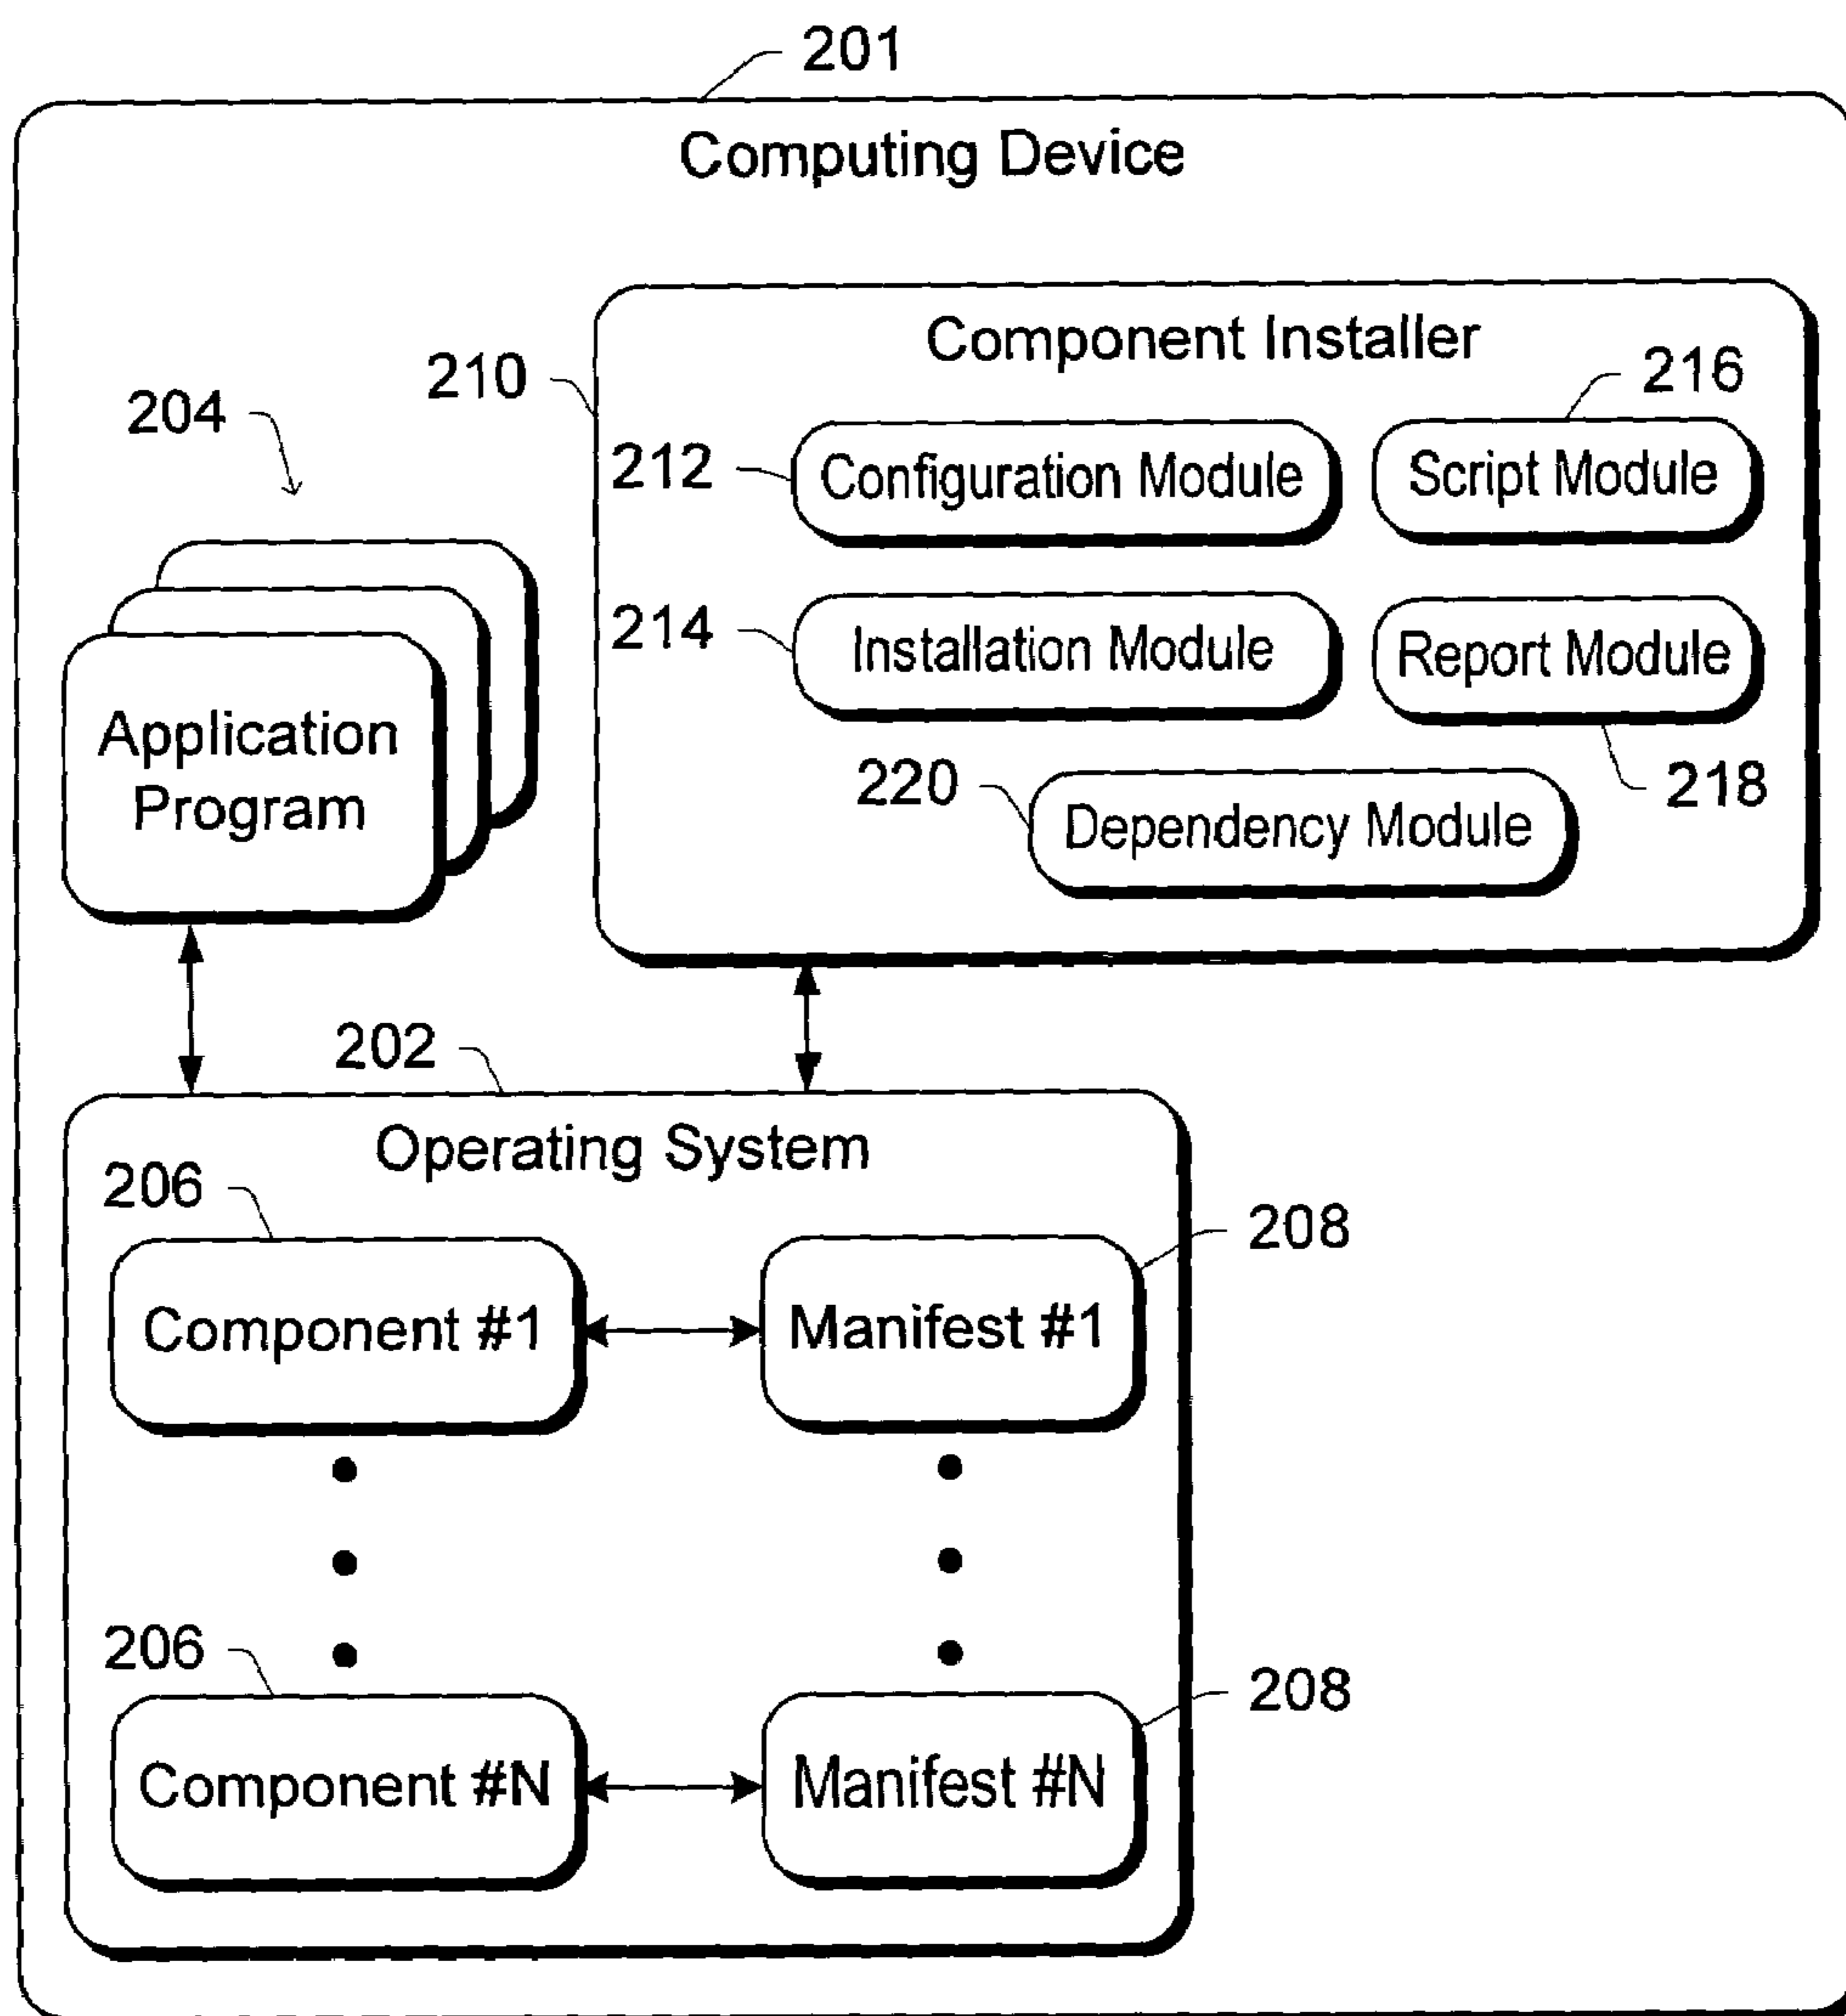 201
Computing Device
Component Installer
210
216
204
212
Configuration Module
Script Module
214
Installation Module
Report Module
Application
Program
220
218
Dependency Module
202
Operating System
206
208
Component #1
Manifest #1
206
208
Component #N
Manifest #N